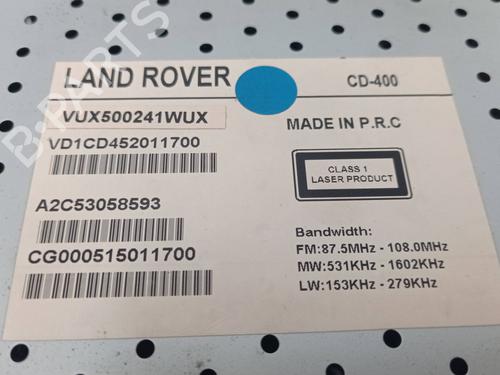 LAND ROVER
CD-400
VUX500241WUX
VD1CD452011700
MADE IN P.R.C
CLASS 1
LASER PRODUCT
A2C53058593
CG000515011700
Bandwidth:
FM:87.5MHz - 108.0MHz
MW:531KHz - 1602KHz
LW:153KHz - 279KHz
B-PARTS